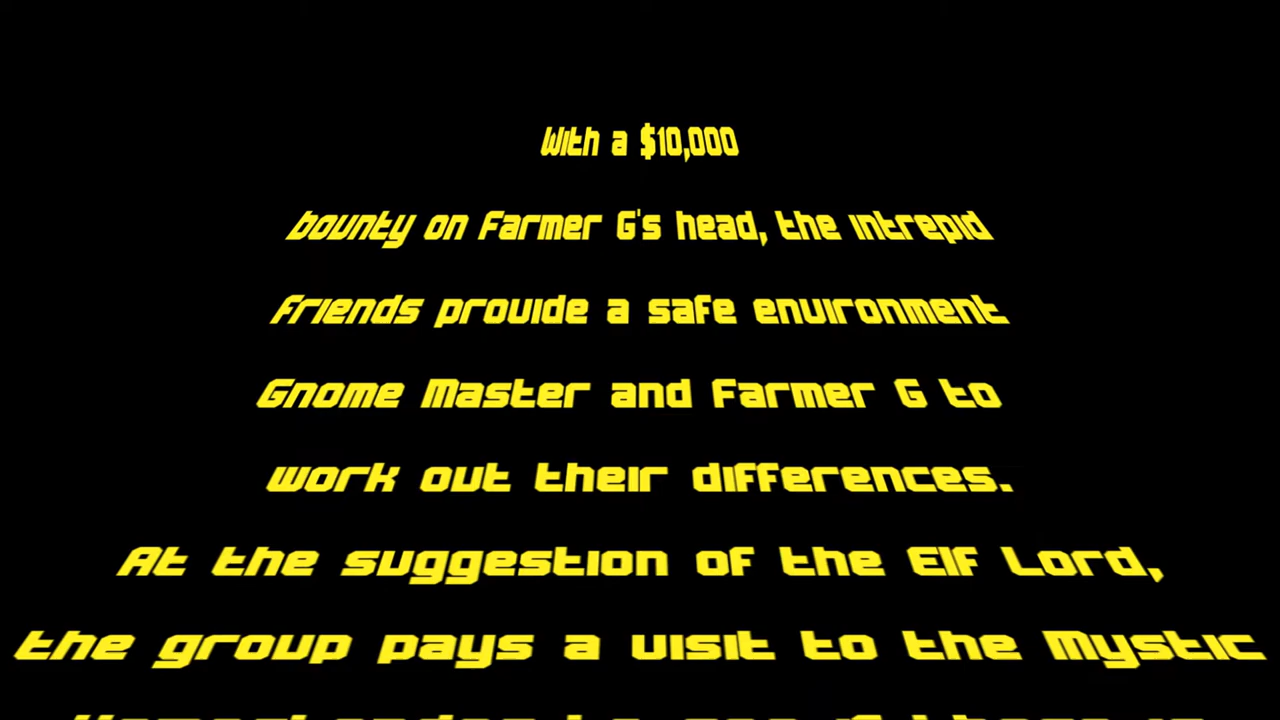 With a $10,000
bounty on Farmer G's head, the intrepid
friends provide a safe environment
Gnome Master and Farmer G to
work out their differences.
At the suggestion of the Elf Lord,
the group pays a visit to the Mystic